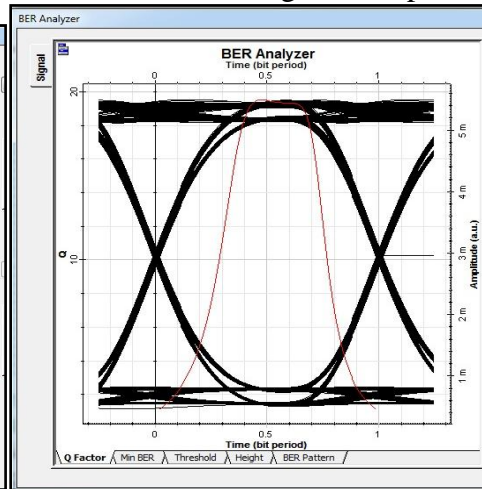 BER Analyzer
Signal
BER Analyzer
Time (bit period)
0 0.5 1
20
10
Q
5 m
4 m
3 m
2 m
1 m
Amplitude (a.u.)
0 0.5 1
Time (bit period)
Q Factor Min BER Threshold Height BER Pattern